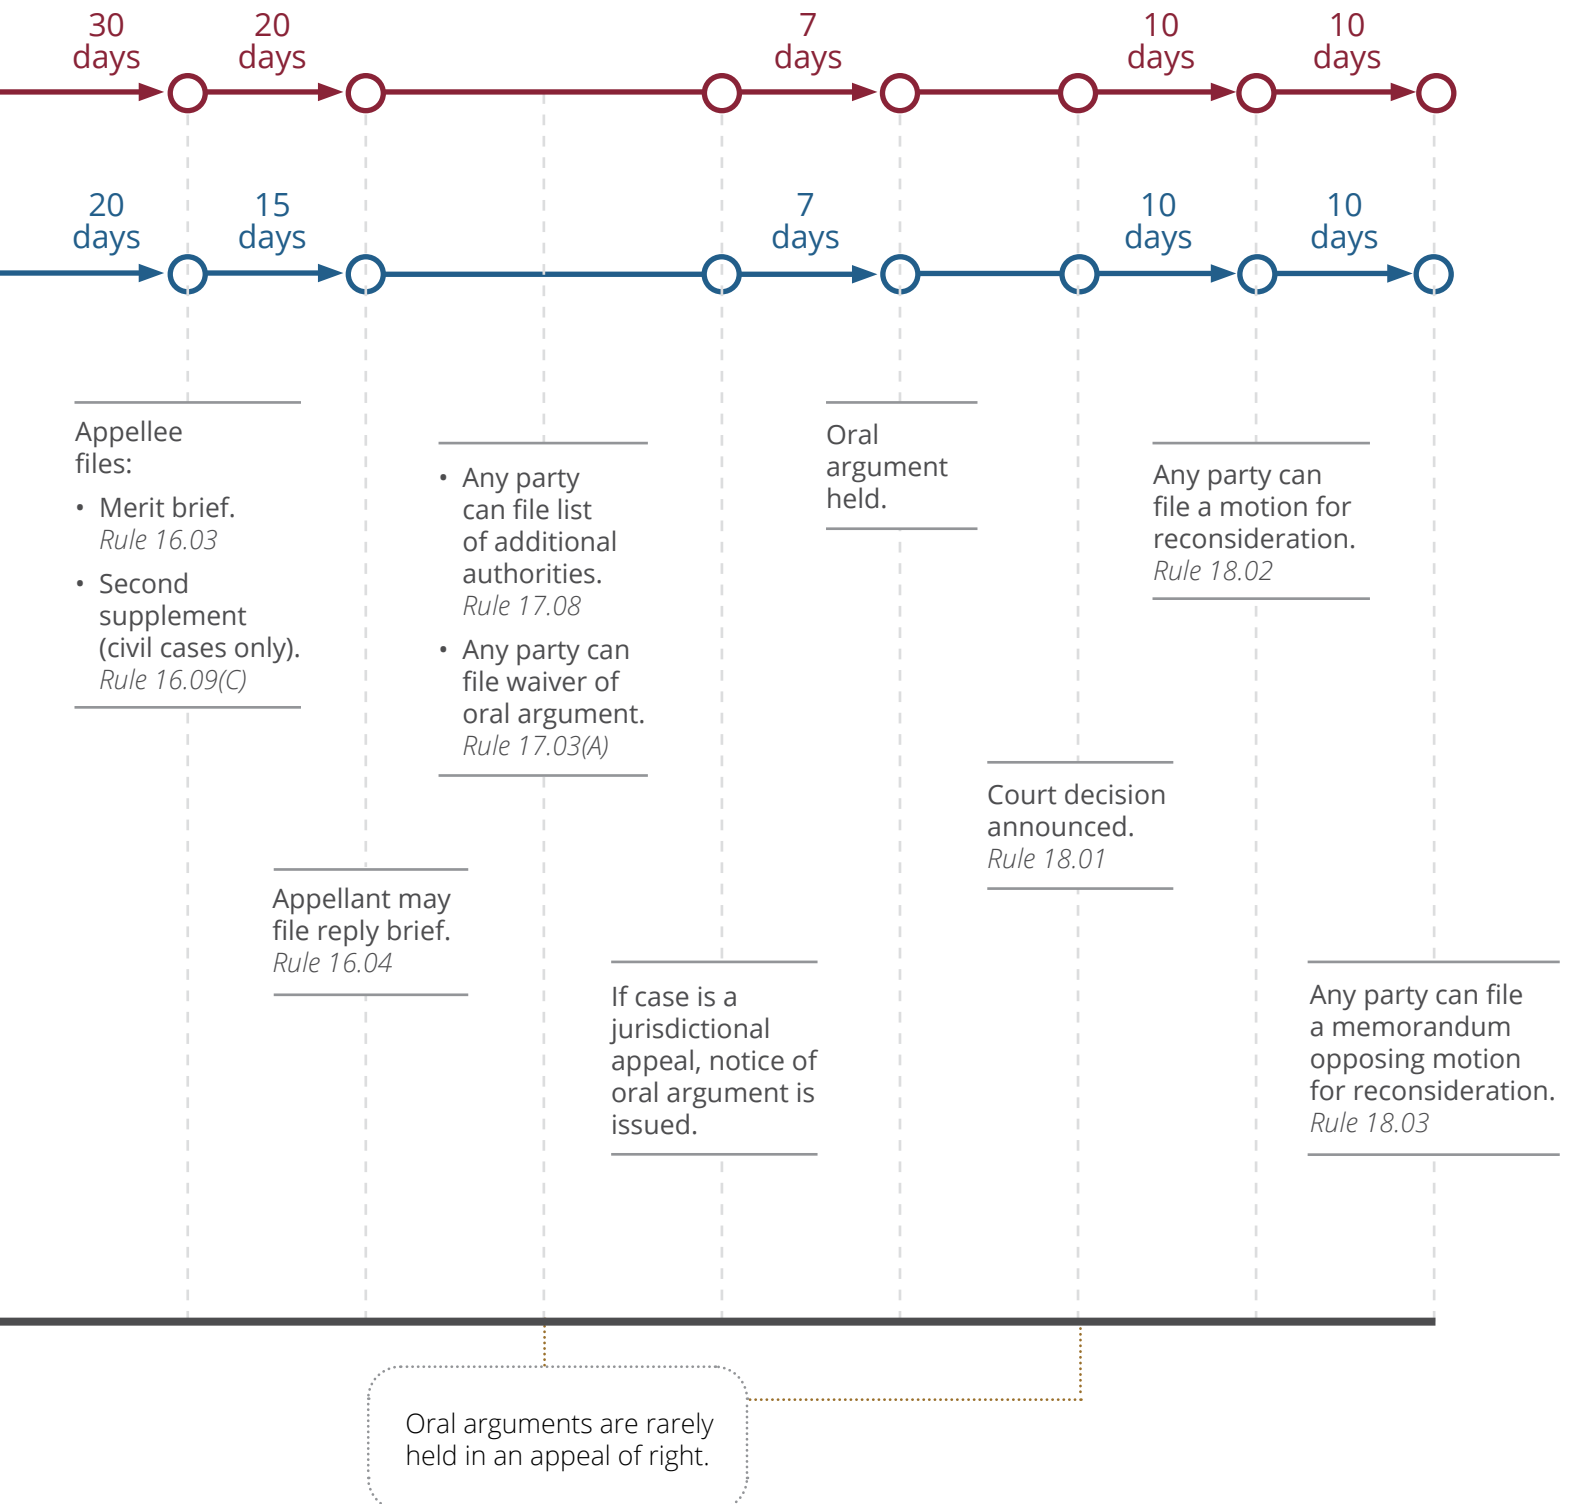 30
days
20
days
7
days
10
days
10
days
20
days
15
days
7
days
10
days
10
days
Appellee
files:
• Merit brief.
Rule 16.03
• Second
supplement
(civil cases only).
Rule 16.09(C)
Appellant may
file reply brief.
Rule 16.04
• Any party
can file list
of additional
authorities.
Rule 17.08
• Any party can
file waiver of
oral argument.
Rule 17.03(A)
If case is a
jurisdictional
appeal, notice of
oral argument is
issued.
Oral
argument
held.
Court decision
announced.
Rule 18.01
Any party can
file a motion for
reconsideration.
Rule 18.02
Any party can file
a memorandum
opposing motion
for reconsideration.
Rule 18.03
Oral arguments are rarely
held in an appeal of right.